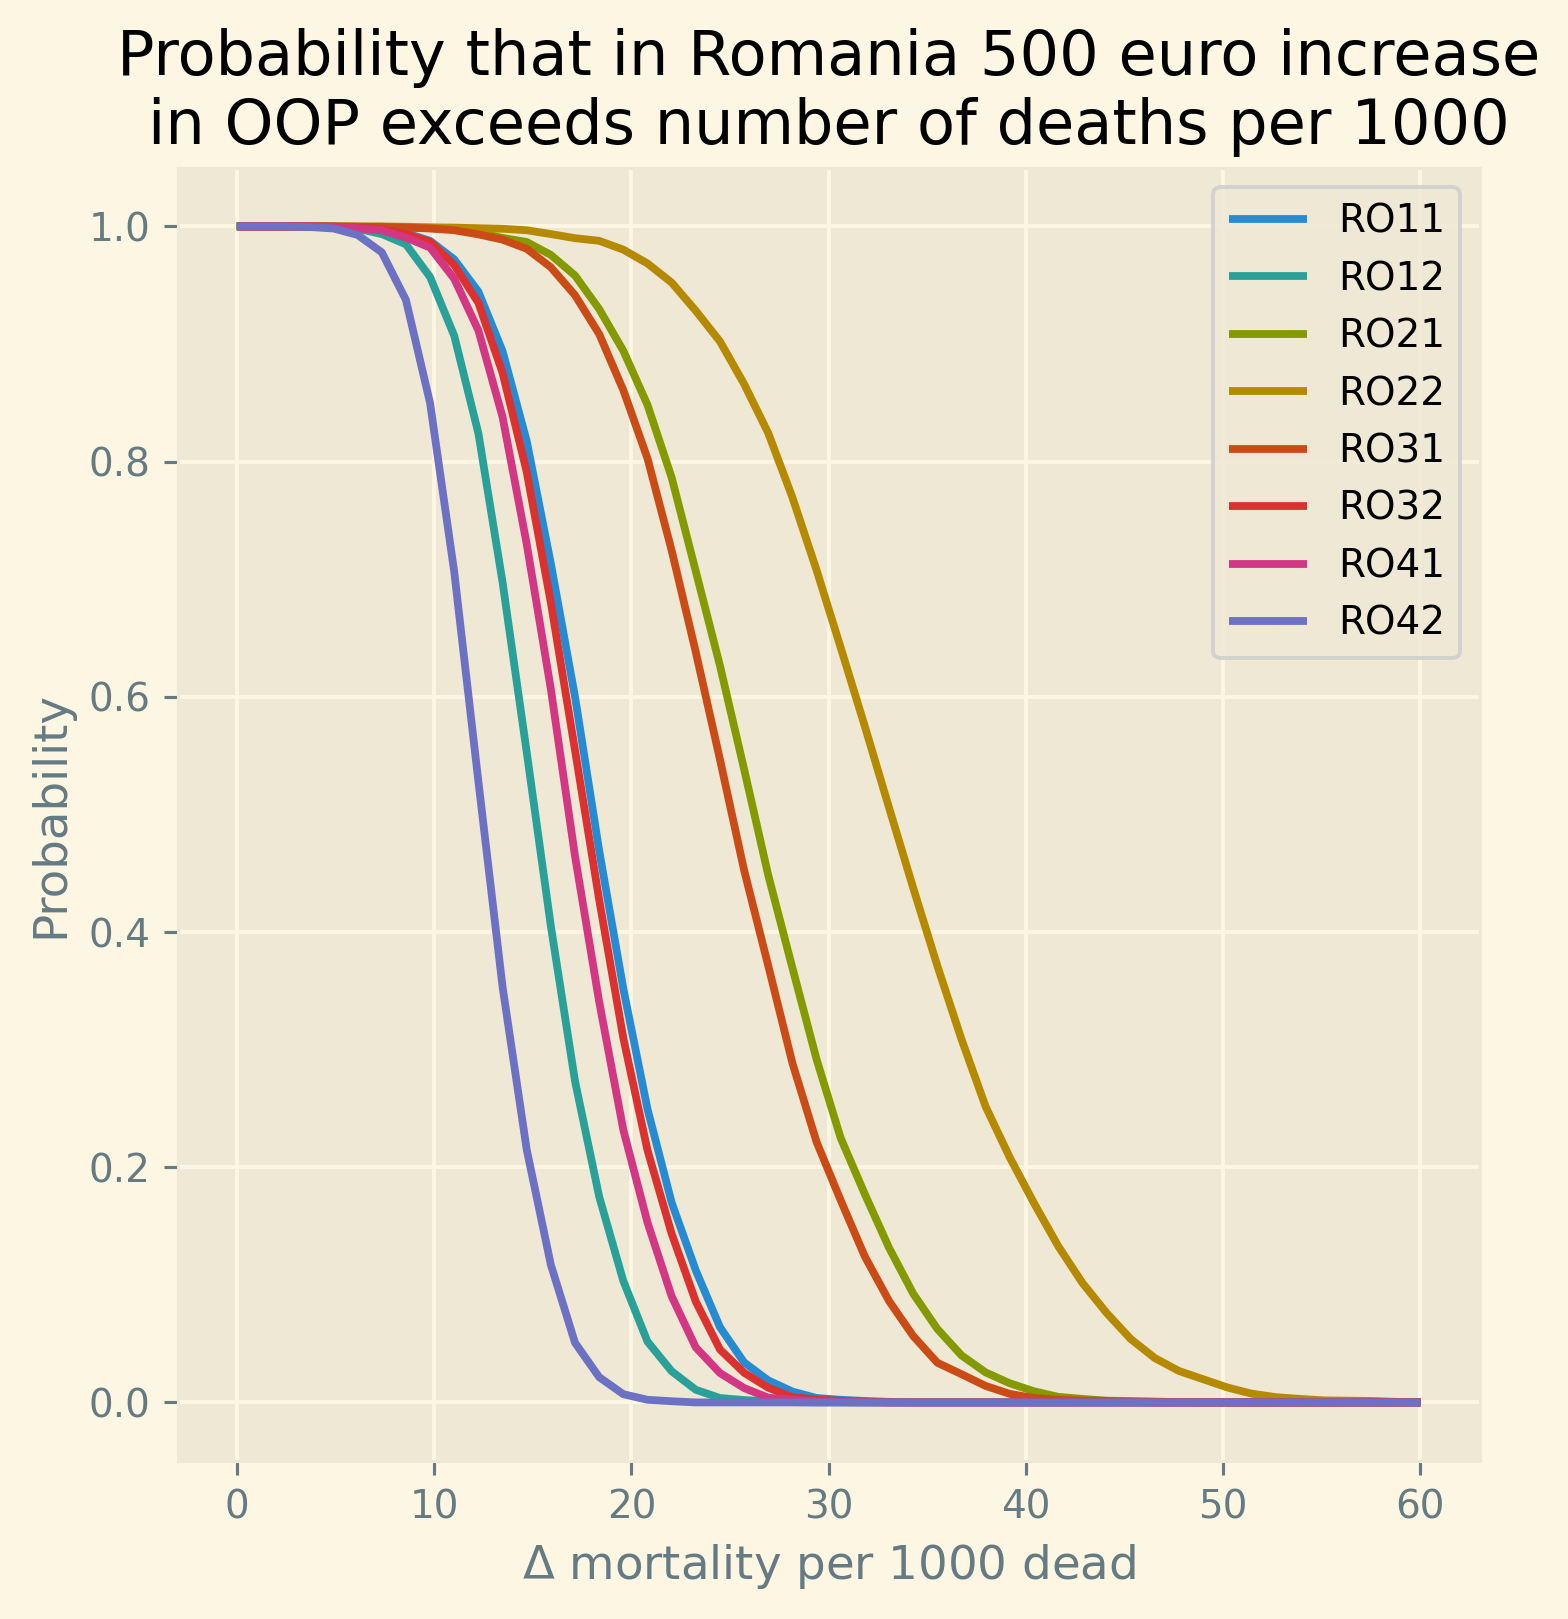 Probability that in Romania 500 euro increase
in OOP exceeds number of deaths per 1000
RO11
RO12
RO21
RO22
RO31
RO32
RO41
RO42
Probability
1.0
0.8
0.6
0.4
0.2
0.0
0 10 20 30 40 50 60
Δ mortality per 1000 dead